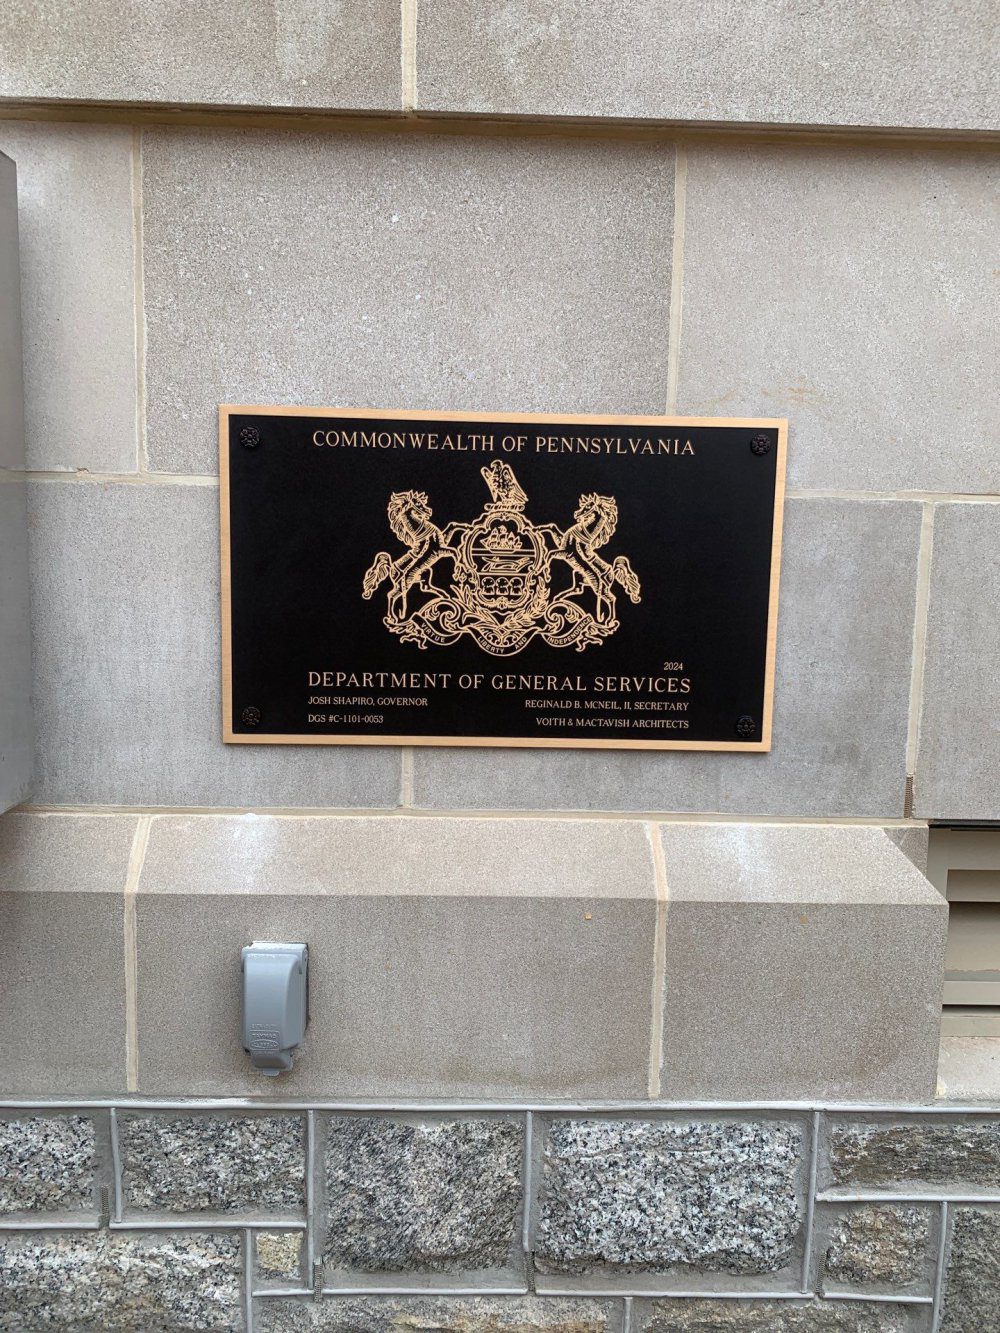 COMMONWEALTH OF PENNSYLVANIA
VIRTUE LIBERTY AND INDEPENDENCE
2024
DEPARTMENT OF GENERAL SERVICES
JOSH SHAPIRO, GOVERNOR
REGINALD B. MCNEIL, II, SECRETARY
DGS #C-1101-0053
VOITH & MACTAVISH ARCHITECTS